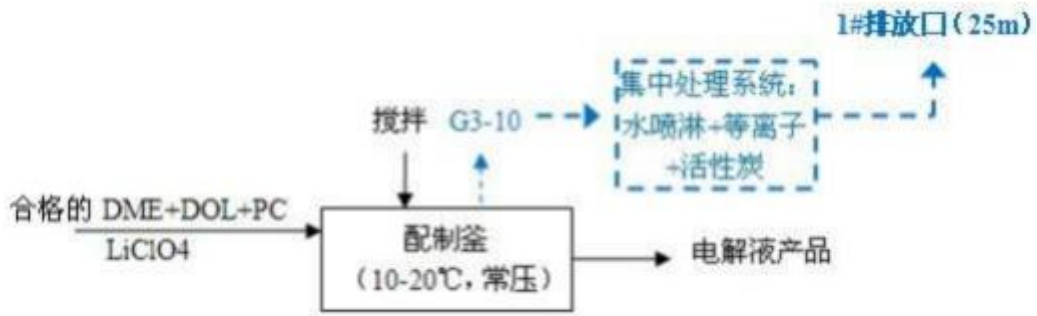 1#排放口（25m）
集中处理系统：
水喷淋+等离子
+活性炭
搅拌 G3-10
合格的 DME+DOL+PC
LiClO4
配制釜
（10-20℃，常压）
电解液产品